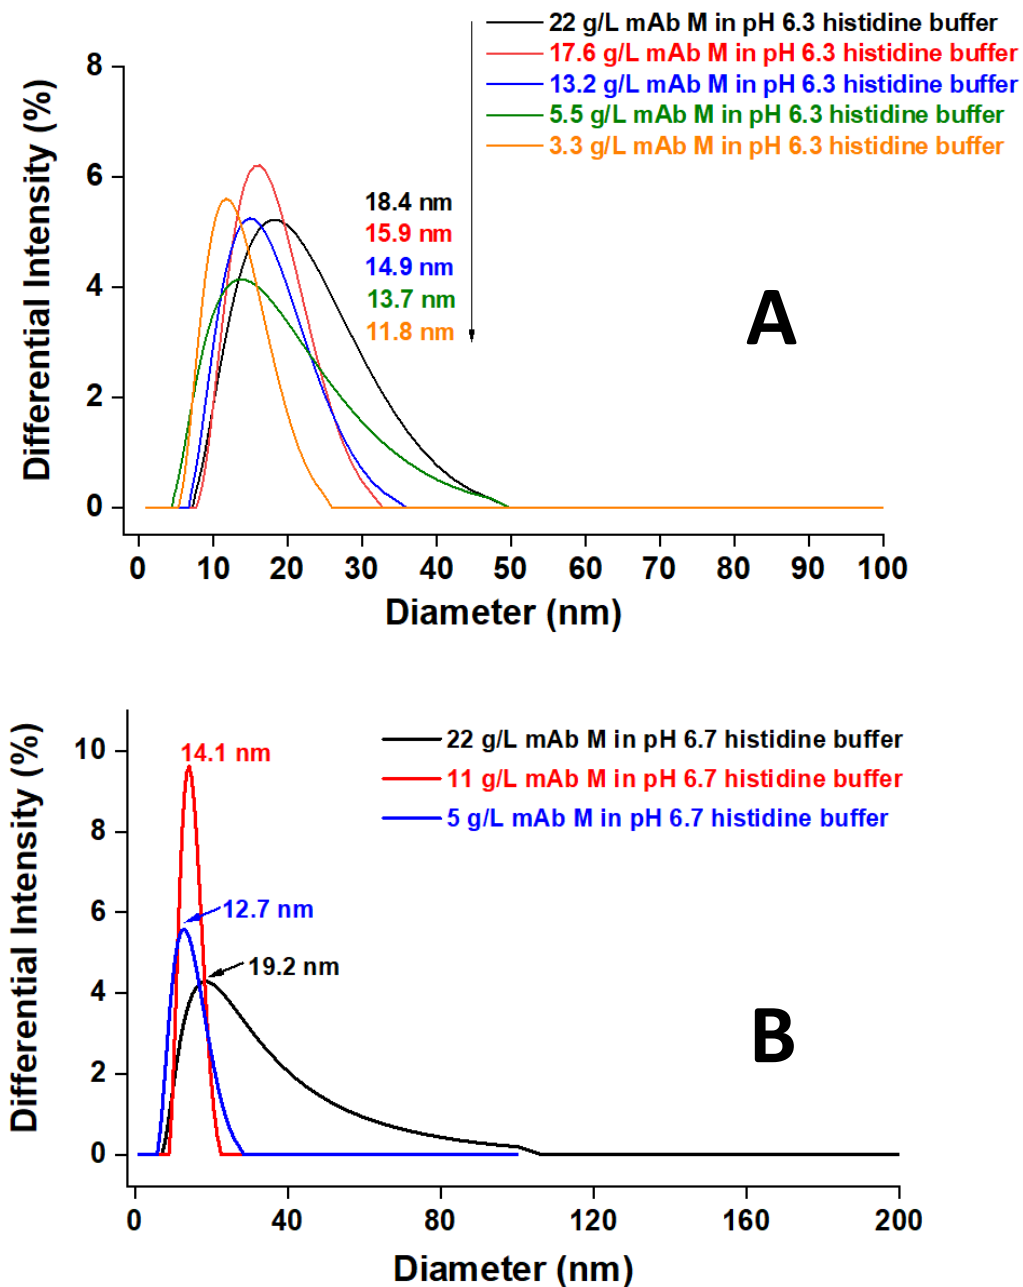 22 g/L mAb M in pH 6.3 histidine buffer
17.6 g/L mAb M in pH 6.3 histidine buffer
13.2 g/L mAb M in pH 6.3 histidine buffer
5.5 g/L mAb M in pH 6.3 histidine buffer
3.3 g/L mAb M in pH 6.3 histidine buffer
Differential Intensity (%)
8
6
4
2
0
18.4 nm
15.9 nm
14.9 nm
13.7 nm
11.8 nm
A
0 10 20 30 40 50 60 70 80 90 100
Diameter (nm)
22 g/L mAb M in pH 6.7 histidine buffer
11 g/L mAb M in pH 6.7 histidine buffer
5 g/L mAb M in pH 6.7 histidine buffer
Differential Intensity (%)
10
8
6
4
2
0
14.1 nm
12.7 nm
19.2 nm
B
0 40 80 120 160 200
Diameter (nm)